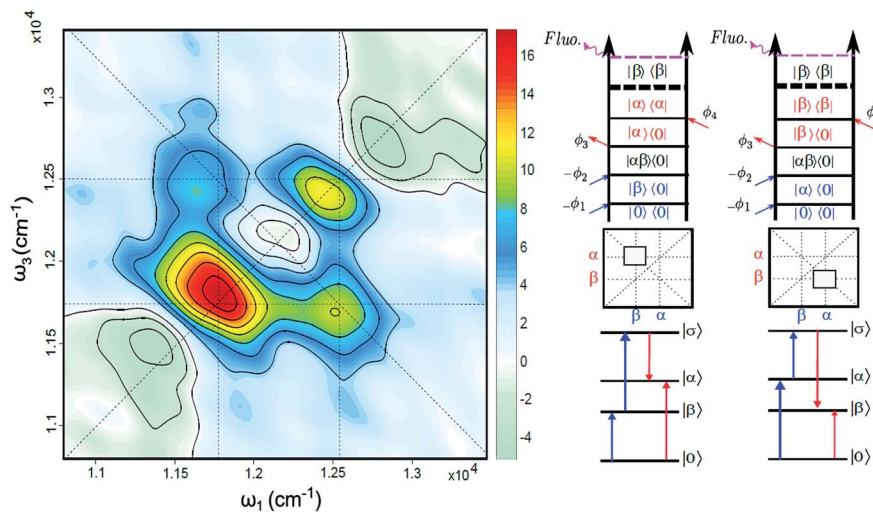 ×10⁴
1.3
1.25
1.2
1.15
1.1
ω₃ (cm⁻¹)
1.1
1.15
1.2
1.25
1.3
×10⁴
ω₁ (cm⁻¹)
16
14
12
10
8
6
4
2
0
-2
-4
Fluo.
|β⟩ ⟨β|
|α⟩ ⟨α|
ϕ₄
|α⟩ ⟨0|
ϕ₃
|αβ⟩⟨0|
-ϕ₂
|β⟩ ⟨0|
-ϕ₁
|0⟩ ⟨0|
α
β
β α
|σ⟩
|α⟩
|β⟩
|0⟩
Fluo.
|β⟩ ⟨β|
|β⟩ ⟨β|
|β⟩ ⟨0|
ϕ₃
|αβ⟩⟨0|
-ϕ₂
|α⟩ ⟨0|
-ϕ₁
|0⟩ ⟨0|
α
β
β α
|σ⟩
|α⟩
|β⟩
|0⟩